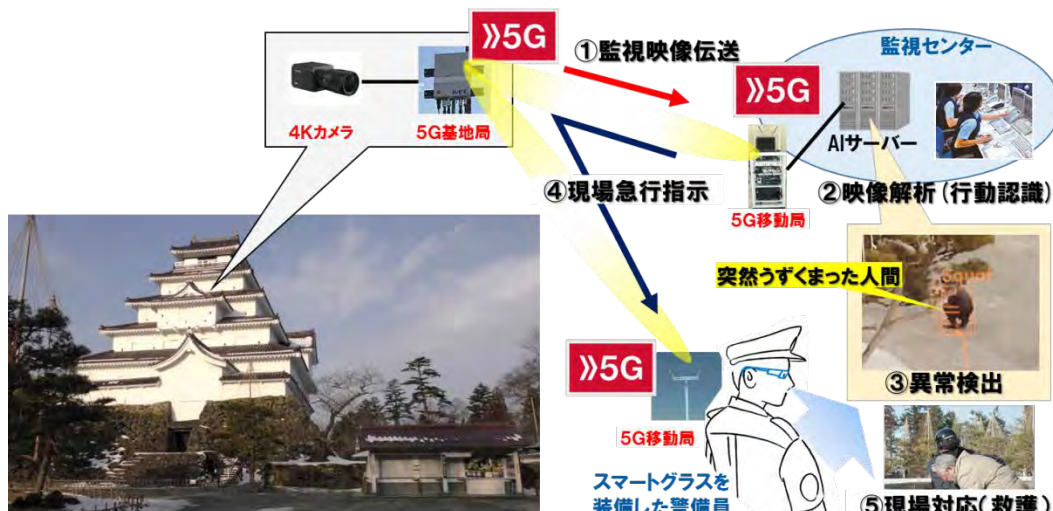 》5G
①監視映像伝送
監視センター
》5G
4Kカメラ
5G基地局
AIサーバー
④現場急行指示
②映像解析(行動認識)
5G移動局
Squat
突然うずくまった人間
》5G
③異常検出
5G移動局
スマートグラスを
装備した警備員
⑤現場対応(救護)